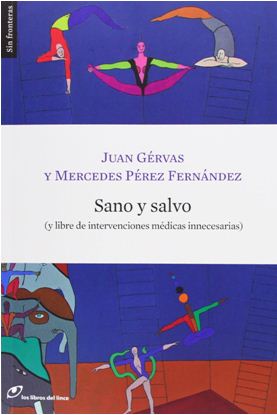 Sin fronteras
JUAN GÉRVAS
Y MERCEDES PÉREZ FERNÁNDEZ
Sano y salvo
(y libre de intervenciones médicas innecesarias)
los libros del lince